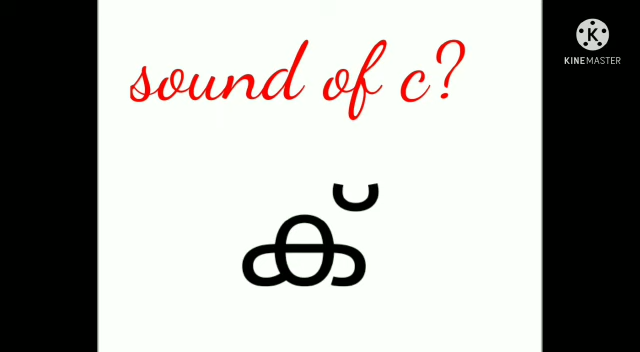 sound of c?
ക്
KINEMASTER